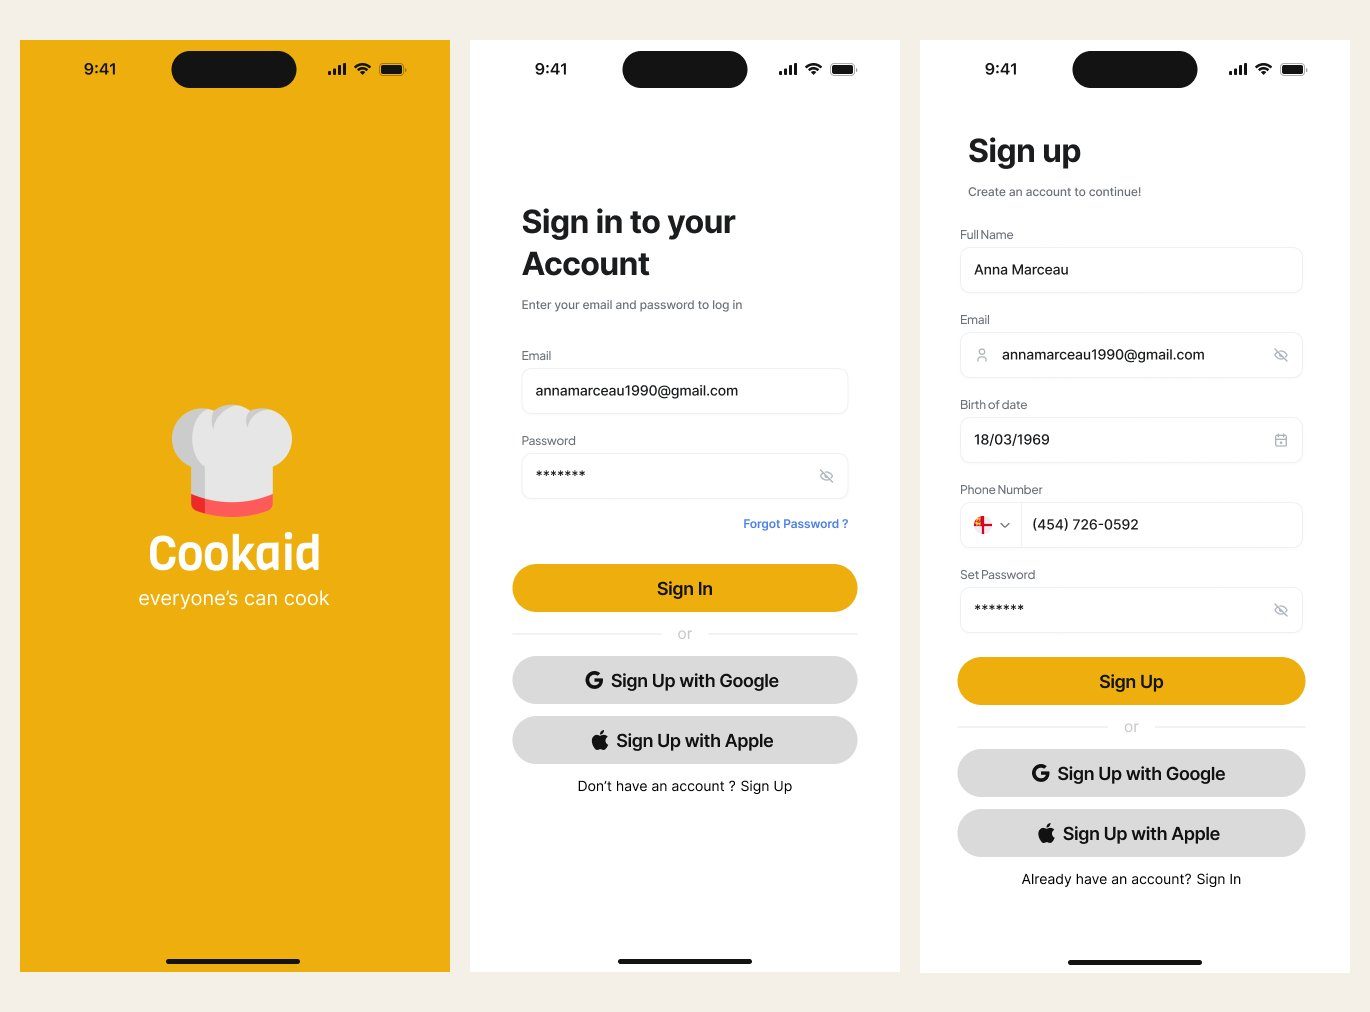 9:41
Cookaid
everyone's can cook
9:41
Sign in to your
Account
Enter your email and password to log in
Email
annamarceau1990@gmail.com
Password
*******
Forgot Password ?
Sign In
or
Sign Up with Google
Sign Up with Apple
Don't have an account ? Sign Up
9:41
Sign up
Create an account to continue!
Full Name
Anna Marceau
Email
annamarceau1990@gmail.com
Birth of date
18/03/1969
Phone Number
(454) 726-0592
Set Password
*******
Sign Up
or
Sign Up with Google
Sign Up with Apple
Already have an account? Sign In